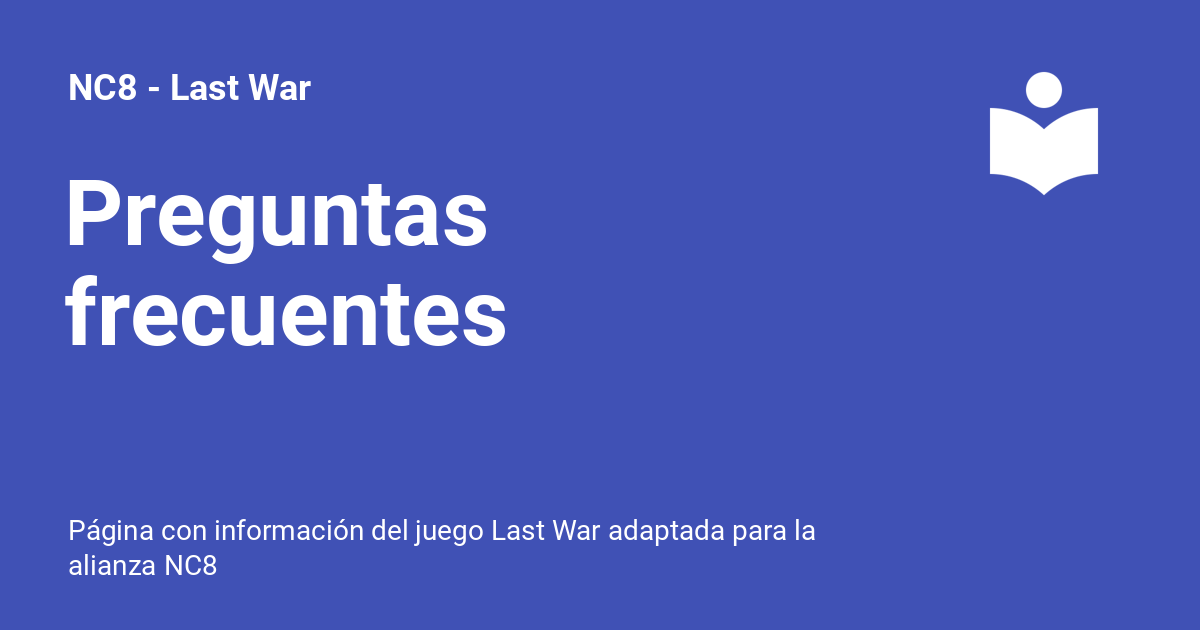 NC8 - Last War
Preguntas
frecuentes
Página con información del juego Last War adaptada para la
alianza NC8